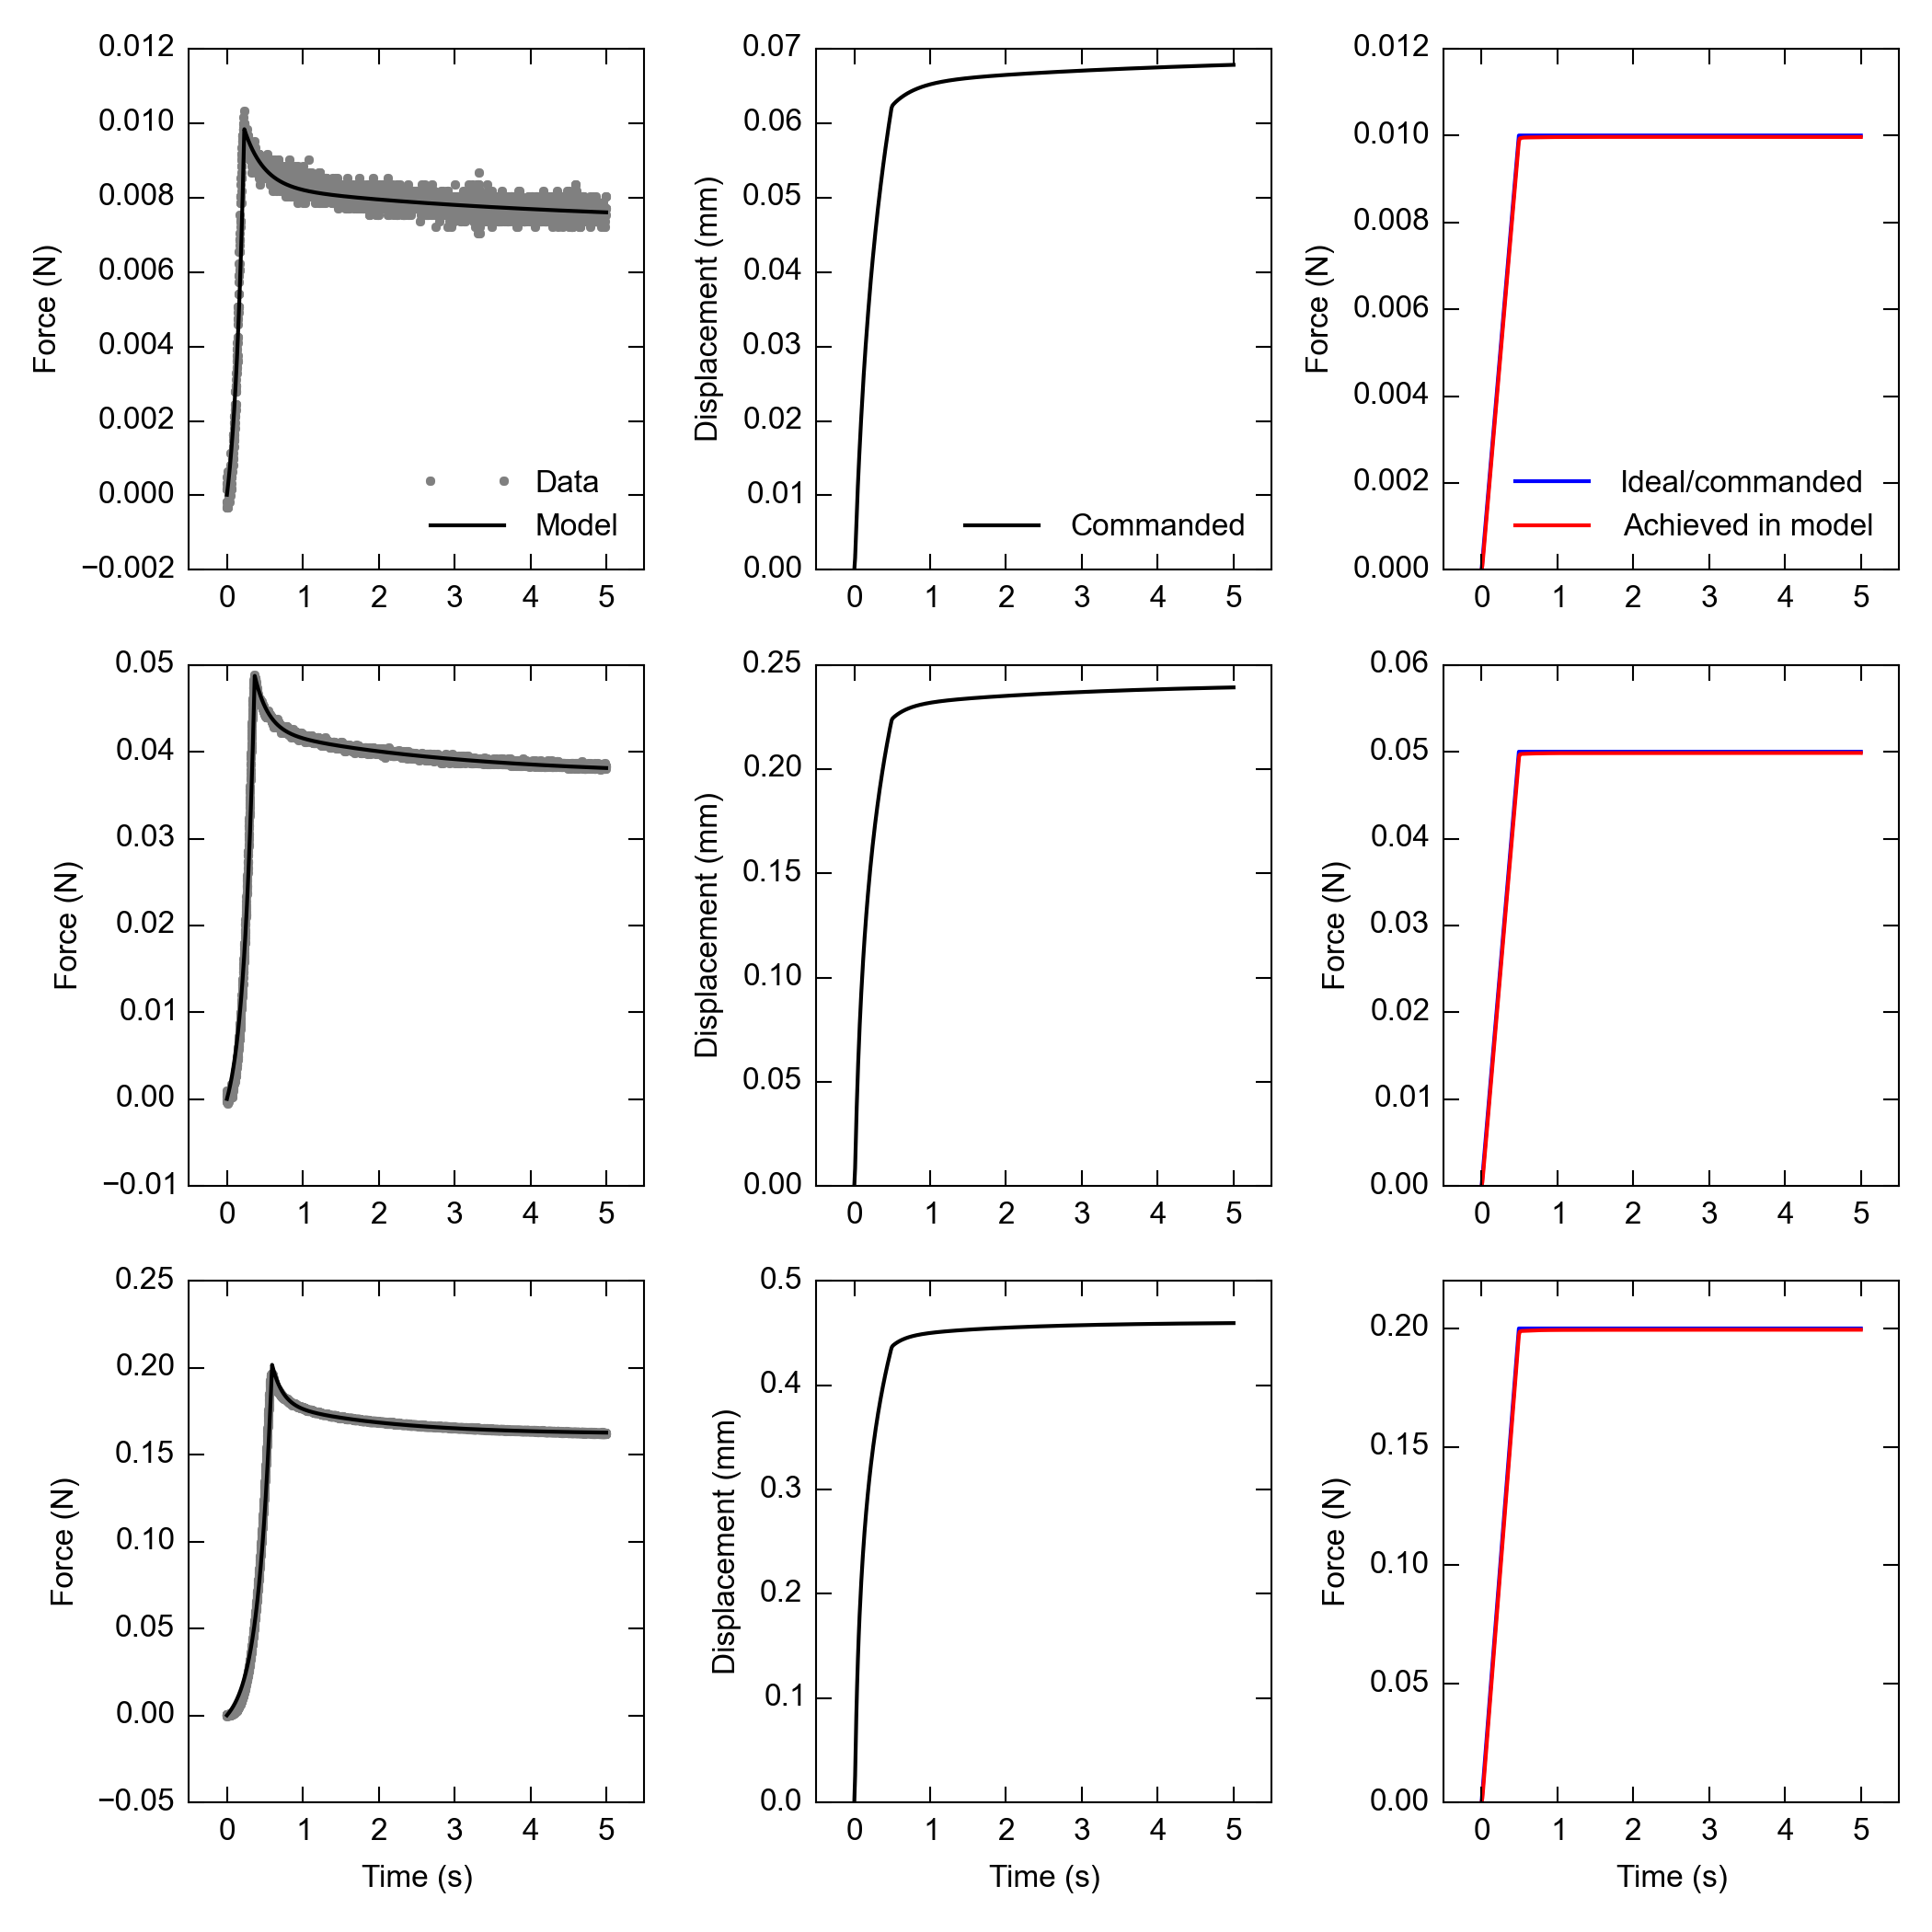 0.012
0.010
0.008
0.006
0.004
0.002
0.000
−0.002
Force (N)
0 1 2 3 4 5
Data
Model
0.07
0.06
0.05
0.04
0.03
0.02
0.01
0.00
Displacement (mm)
0 1 2 3 4 5
Commanded
0.012
0.010
0.008
0.006
0.004
0.002
0.000
Force (N)
0 1 2 3 4 5
Ideal/commanded
Achieved in model
0.05
0.04
0.03
0.02
0.01
0.00
−0.01
Force (N)
0 1 2 3 4 5
0.25
0.20
0.15
0.10
0.05
0.00
Displacement (mm)
0 1 2 3 4 5
0.06
0.05
0.04
0.03
0.02
0.01
0.00
Force (N)
0 1 2 3 4 5
0.25
0.20
0.15
0.10
0.05
0.00
−0.05
Force (N)
0 1 2 3 4 5
Time (s)
0.5
0.4
0.3
0.2
0.1
0.0
Displacement (mm)
0 1 2 3 4 5
Time (s)
0.20
0.15
0.10
0.05
0.00
Force (N)
0 1 2 3 4 5
Time (s)